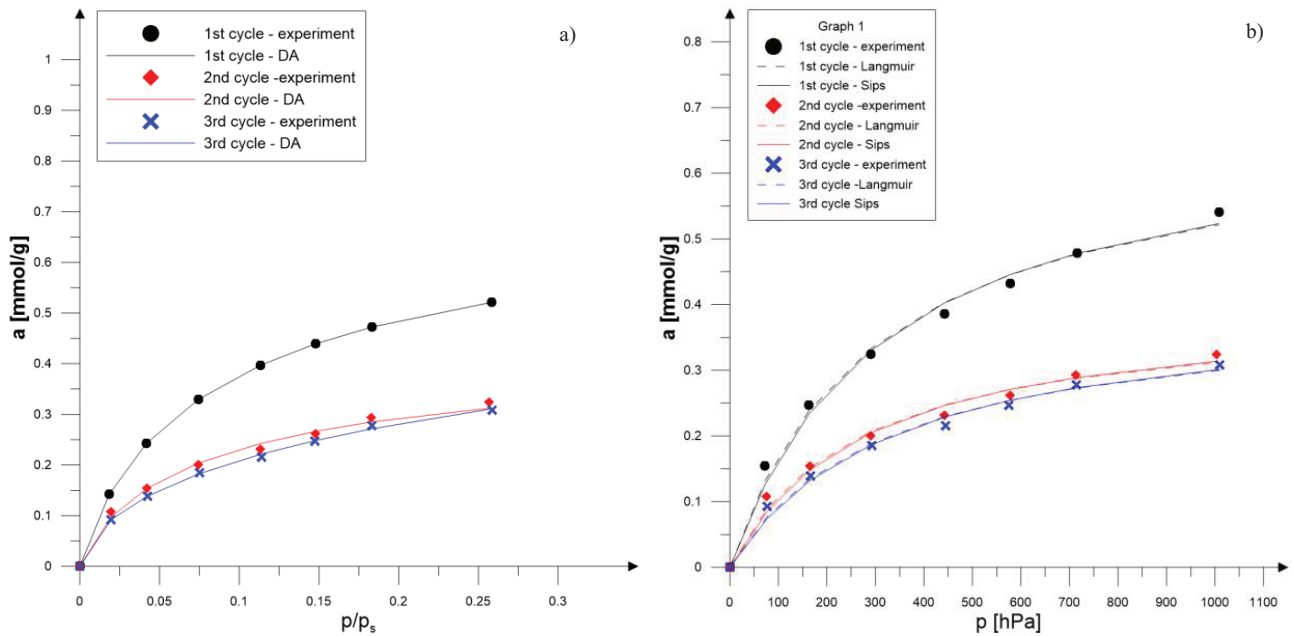 1st cycle - experiment
1st cycle - DA
2nd cycle -experiment
2nd cycle - DA
3rd cycle - experiment
3rd cycle - DA
a)
a [mmol/g]
1
0.9
0.8
0.7
0.6
0.5
0.4
0.3
0.2
0.1
0
0 0.05 0.1 0.15 0.2 0.25 0.3
p/ps
Graph 1
1st cycle - experiment
1st cycle - Langmuir
1st cycle - Sips
2nd cycle - experiment
2nd cycle - Langmuir
2nd cycle - Sips
3rd cycle - experiment
3rd cycle -Langmuir
3rd cycle Sips
b)
a [mmol/g]
0.8
0.7
0.6
0.5
0.4
0.3
0.2
0.1
0
0 100 200 300 400 500 600 700 800 900 1000 1100
p [hPa]